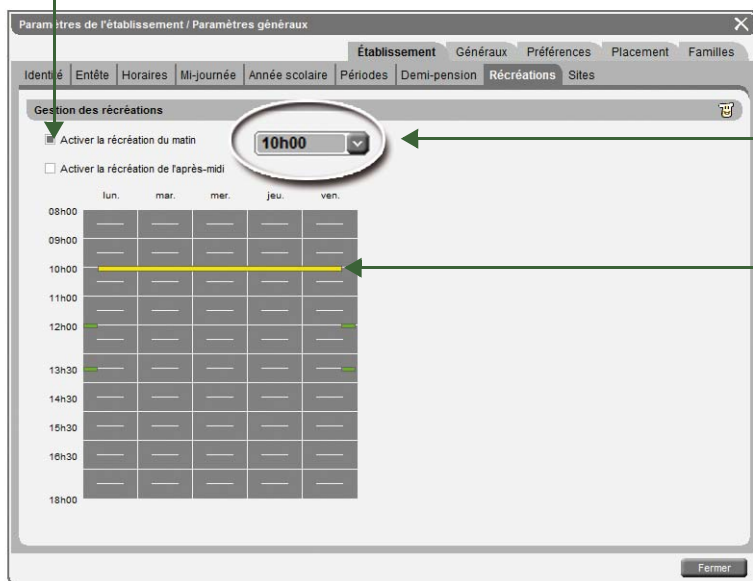 Paramètres de l'établissement / Paramètres généraux
Établissement Généraux Préférences Placement Familles
Identité Entête Horaires Mi-journée Année scolaire Périodes Demi-pension Récréations Sites
Gestion des récréations
Activer la récréation du matin 10h00
Activer la récréation de l'après-midi
lun. mar. mer. jeu. ven.
08h00
09h00
10h00
11h00
12h00
13h30
14h30
15h30
16h30
18h00
Fermer